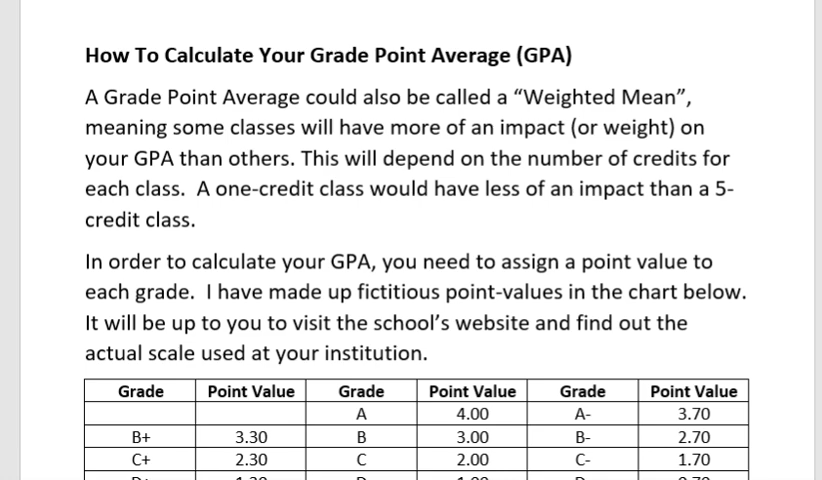 How To Calculate Your Grade Point Average (GPA)
A Grade Point Average could also be called a “Weighted Mean”,
meaning some classes will have more of an impact (or weight) on
your GPA than others. This will depend on the number of credits for
each class.  A one-credit class would have less of an impact than a 5-
credit class.
In order to calculate your GPA, you need to assign a point value to
each grade.  I have made up fictitious point-values in the chart below.
It will be up to you to visit the school’s website and find out the
actual scale used at your institution.
Grade Point Value Grade Point Value Grade Point Value
A 4.00 A- 3.70
B+ 3.30 B 3.00 B- 2.70
C+ 2.30 C 2.00 C- 1.70